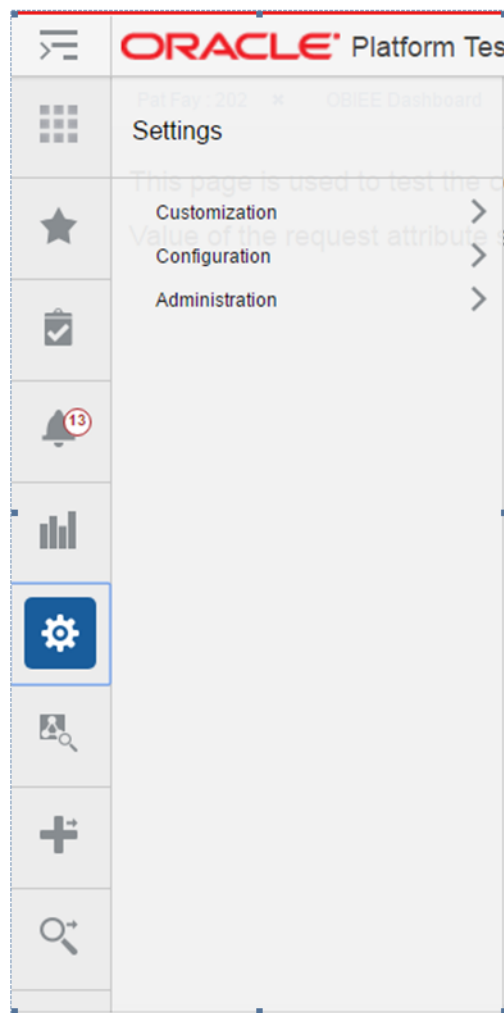 ORACLE Platform Tes
Pat Fay : 202 × OBIEE Dashboard
Settings
This page is used to test the
Customization
Value of the request attribute
Configuration
Administration
13